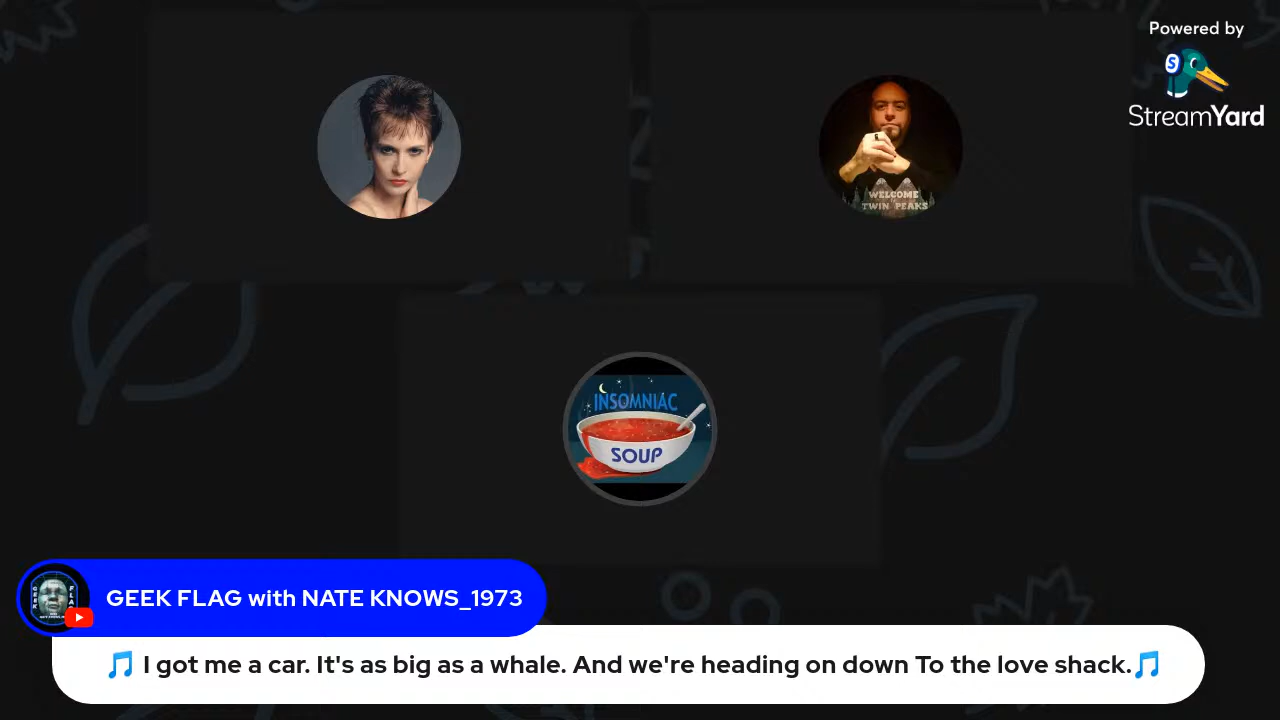 Powered by
StreamYard
WELCOME
TWIN PEAKS
INSOMNIAC
SOUP
GEEK FLAG with NATE KNOWS_1973
🎵 I got me a car. It's as big as a whale. And we're heading on down To the love shack.🎵